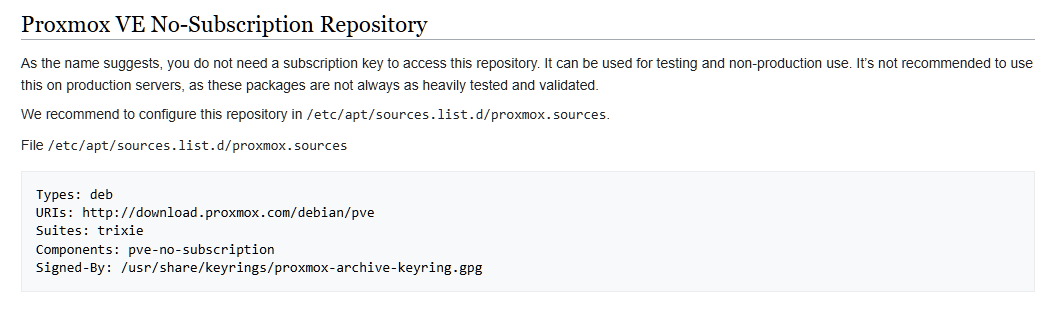 Proxmox VE No-Subscription Repository
As the name suggests, you do not need a subscription key to access this repository. It can be used for testing and non-production use. It’s not recommended to use
this on production servers, as these packages are not always as heavily tested and validated.
We recommend to configure this repository in /etc/apt/sources.list.d/proxmox.sources.
File /etc/apt/sources.list.d/proxmox.sources
Types: deb
URIs: http://download.proxmox.com/debian/pve
Suites: trixie
Components: pve-no-subscription
Signed-By: /usr/share/keyrings/proxmox-archive-keyring.gpg